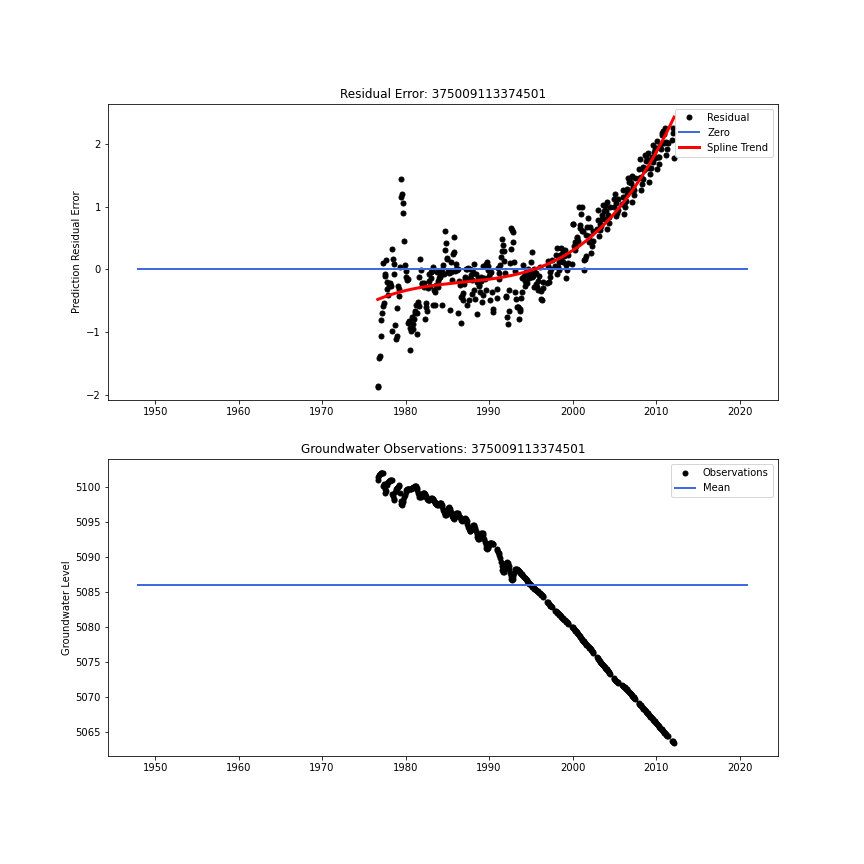 Residual Error: 375009113374501
Prediction Residual Error
2
1
0
−1
−2
Residual
Zero
Spline Trend
1950 1960 1970 1980 1990 2000 2010 2020
Groundwater Observations: 375009113374501
Groundwater Level
5100
5095
5090
5085
5080
5075
5070
5065
Observations
Mean
1950 1960 1970 1980 1990 2000 2010 2020